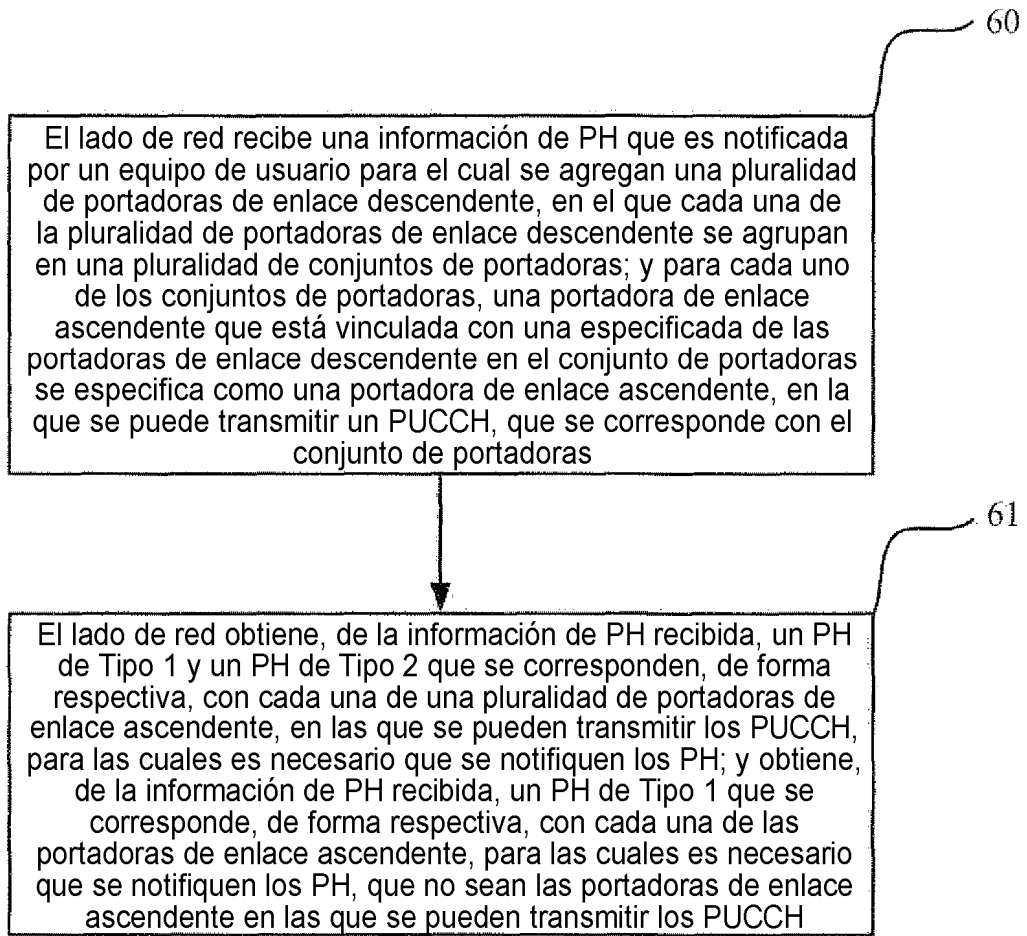 60
El lado de red recibe una información de PH que es notificada
por un equipo de usuario para el cual se agregan una pluralidad
de portadoras de enlace descendente, en el que cada una de
la pluralidad de portadoras de enlace descendente se agrupan
en una pluralidad de conjuntos de portadoras; y para cada uno
de los conjuntos de portadoras, una portadora de enlace
ascendente que está vinculada con una especificada de las
portadoras de enlace descendente en el conjunto de portadoras
se especifica como una portadora de enlace ascendente, en la
que se puede transmitir un PUCCH, que se corresponde con el
conjunto de portadoras
61
El lado de red obtiene, de la información de PH recibida, un PH
de Tipo 1 y un PH de Tipo 2 que se corresponden, de forma
respectiva, con cada una de una pluralidad de portadoras de
enlace ascendente, en las que se pueden transmitir los PUCCH,
para las cuales es necesario que se notifiquen los PH; y obtiene,
de la información de PH recibida, un PH de Tipo 1 que se
corresponde, de forma respectiva, con cada una de las
portadoras de enlace ascendente, para las cuales es necesario
que se notifiquen los PH, que no sean las portadoras de enlace
ascendente en las que se pueden transmitir los PUCCH